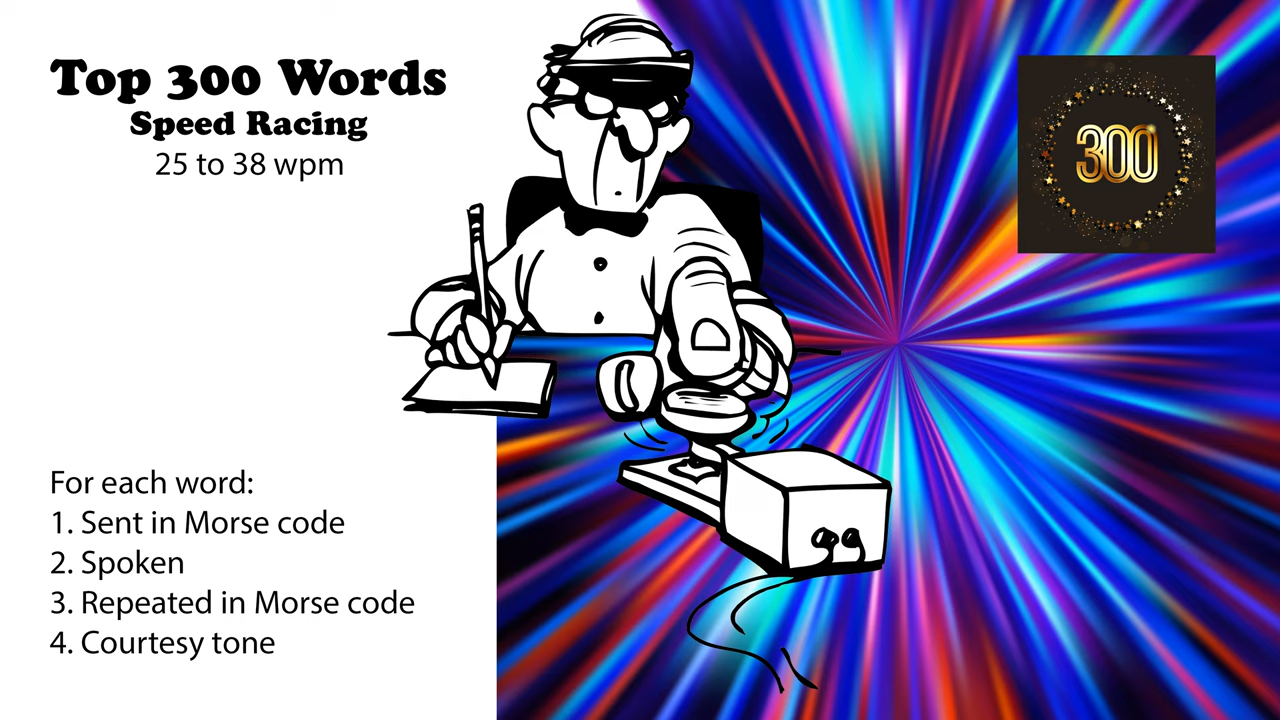 Top 300 Words
Speed Racing
25 to 38 wpm
300
For each word:
1. Sent in Morse code
2. Spoken
3. Repeated in Morse code
4. Courtesy tone